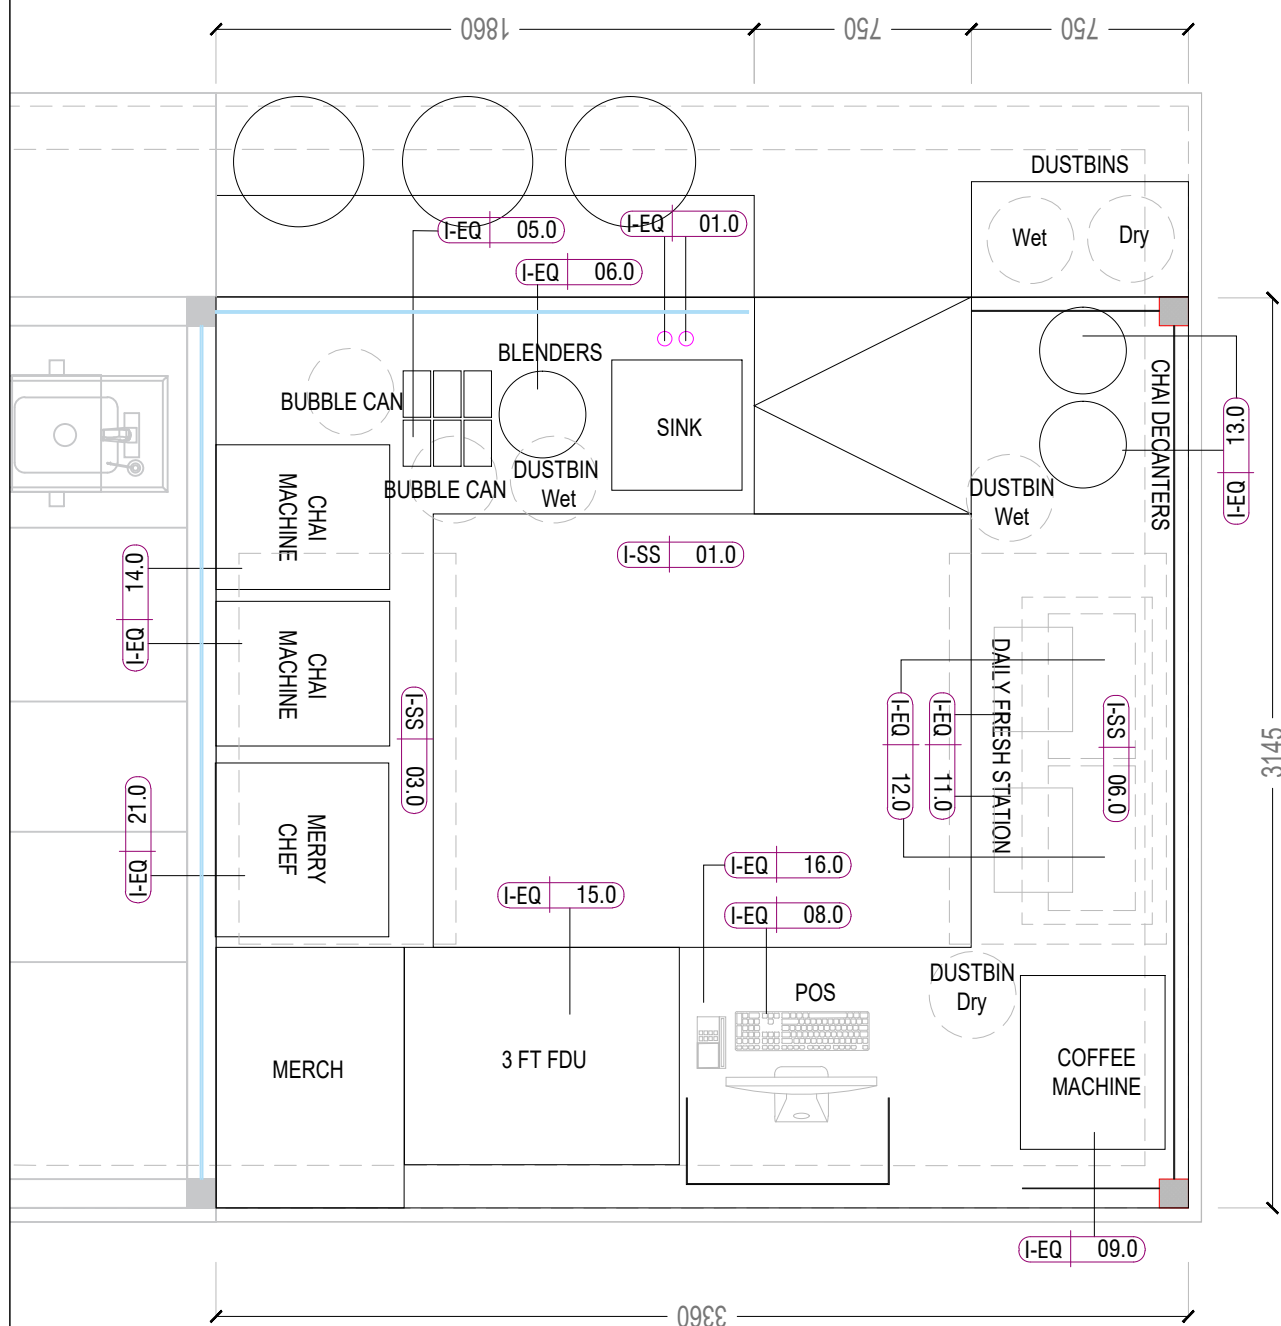 1860
750
750
DUSTBINS
Wet
Dry
I-EQ 05.0
I-EQ 01.0
I-EQ 06.0
BLENDERS
BUBBLE CAN
SINK
CHAI DECANTERS
I-EQ 13.0
BUBBLE CAN
DUSTBIN
Wet
DUSTBIN
Wet
CHAI
MACHINE
I-SS 01.0
I-EQ 14.0
CHAI
MACHINE
I-SS 03.0
I-EQ 12.0
I-EQ 11.0
DAILY FRESH STATION
I-SS 06.0
3145
I-EQ 21.0
MERRY
CHEF
I-EQ 15.0
I-EQ 16.0
I-EQ 08.0
POS
DUSTBIN
Dry
MERCH
3 FT FDU
COFFEE
MACHINE
I-EQ 09.0
3360